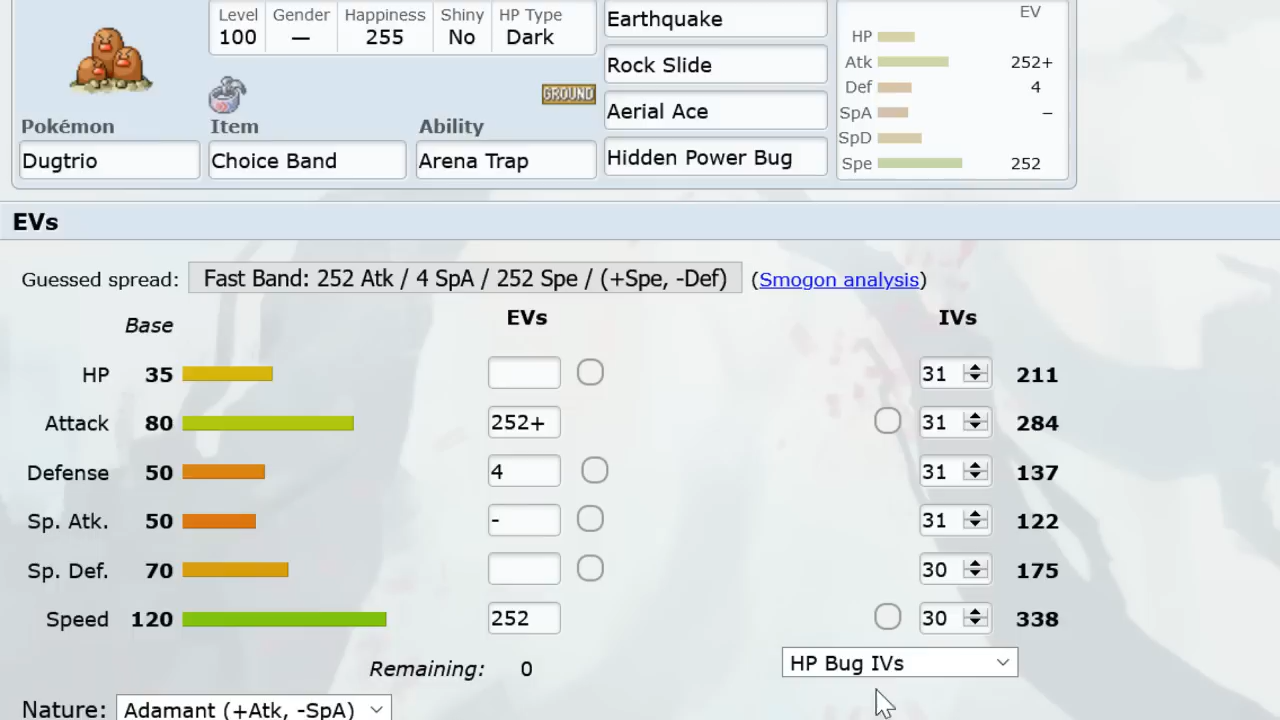 Level Gender Happiness Shiny HP Type
100 — 255 No Dark
Earthquake
Rock Slide
Aerial Ace
Hidden Power Bug
GROUND
Pokémon Item Ability
Dugtrio Choice Band Arena Trap
EV
HP
Atk 252+
Def 4
SpA –
SpD
Spe 252
EVs
Guessed spread: Fast Band: 252 Atk / 4 SpA / 252 Spe / (+Spe, -Def) (Smogon analysis)
Base EVs IVs
HP 35 31 211
Attack 80 252+ 31 284
Defense 50 4 31 137
Sp. Atk. 50 - 31 122
Sp. Def. 70 30 175
Speed 120 252 30 338
Remaining: 0 HP Bug IVs
Nature: Adamant (+Atk, -SpA)